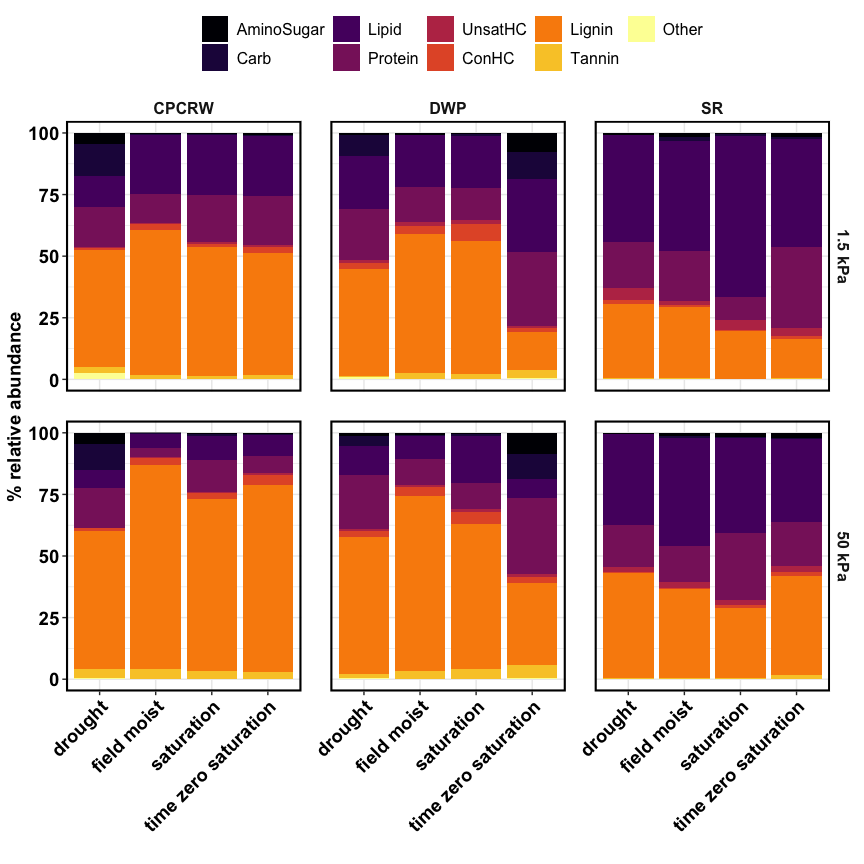 AminoSugar Lipid UnsatHC Lignin Other
Carb Protein ConHC Tannin
CPCRW DWP SR
% relative abundance
100
75
50
25
0
1.5 kPa
100
75
50
25
0
50 kPa
drought field moist saturation time zero saturation
drought field moist saturation time zero saturation
drought field moist saturation time zero saturation